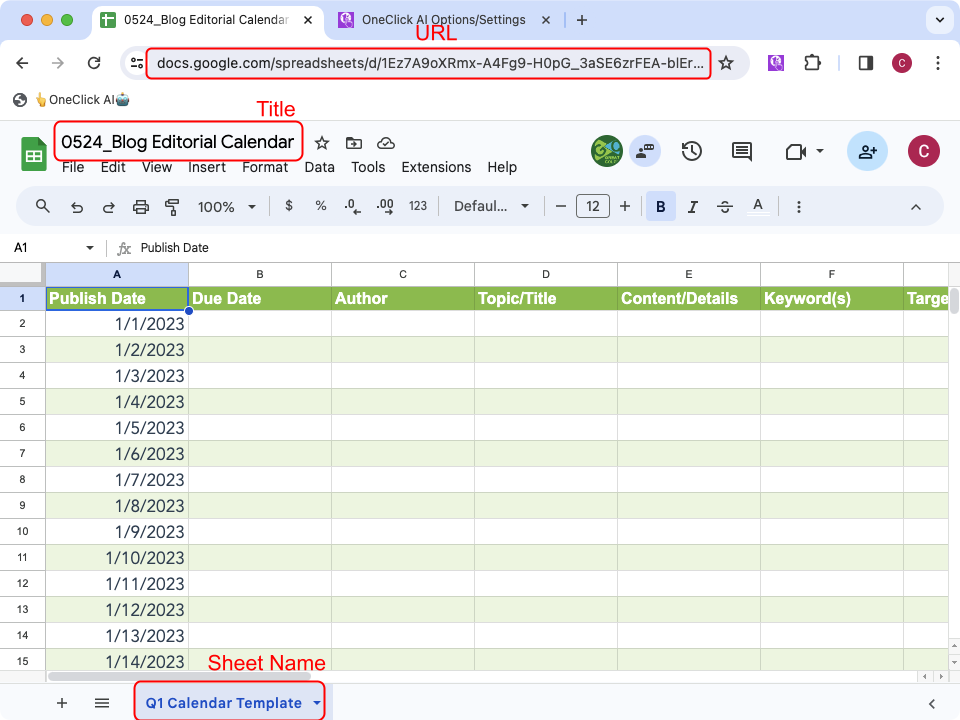 0524_Blog Editorial Calendar
OneClick AI Options/Settings
URL
docs.google.com/spreadsheets/d/1Ez7A9oXRmx-A4Fg9-H0pG_3aSE6zrFEA-blEr...
C
👆OneClick AI🤖
Title
0524_Blog Editorial Calendar
File Edit View Insert Format Data Tools Extensions Help
C
100% $ % .0 .00 123 Defaul... − 12 + B I S A
A1 fx Publish Date
A B C D E F
1 Publish Date Due Date Author Topic/Title Content/Details Keyword(s) Targe
2 1/1/2023
3 1/2/2023
4 1/3/2023
5 1/4/2023
6 1/5/2023
7 1/6/2023
8 1/7/2023
9 1/8/2023
10 1/9/2023
11 1/10/2023
12 1/11/2023
13 1/12/2023
14 1/13/2023
15 1/14/2023
Sheet Name
Q1 Calendar Template